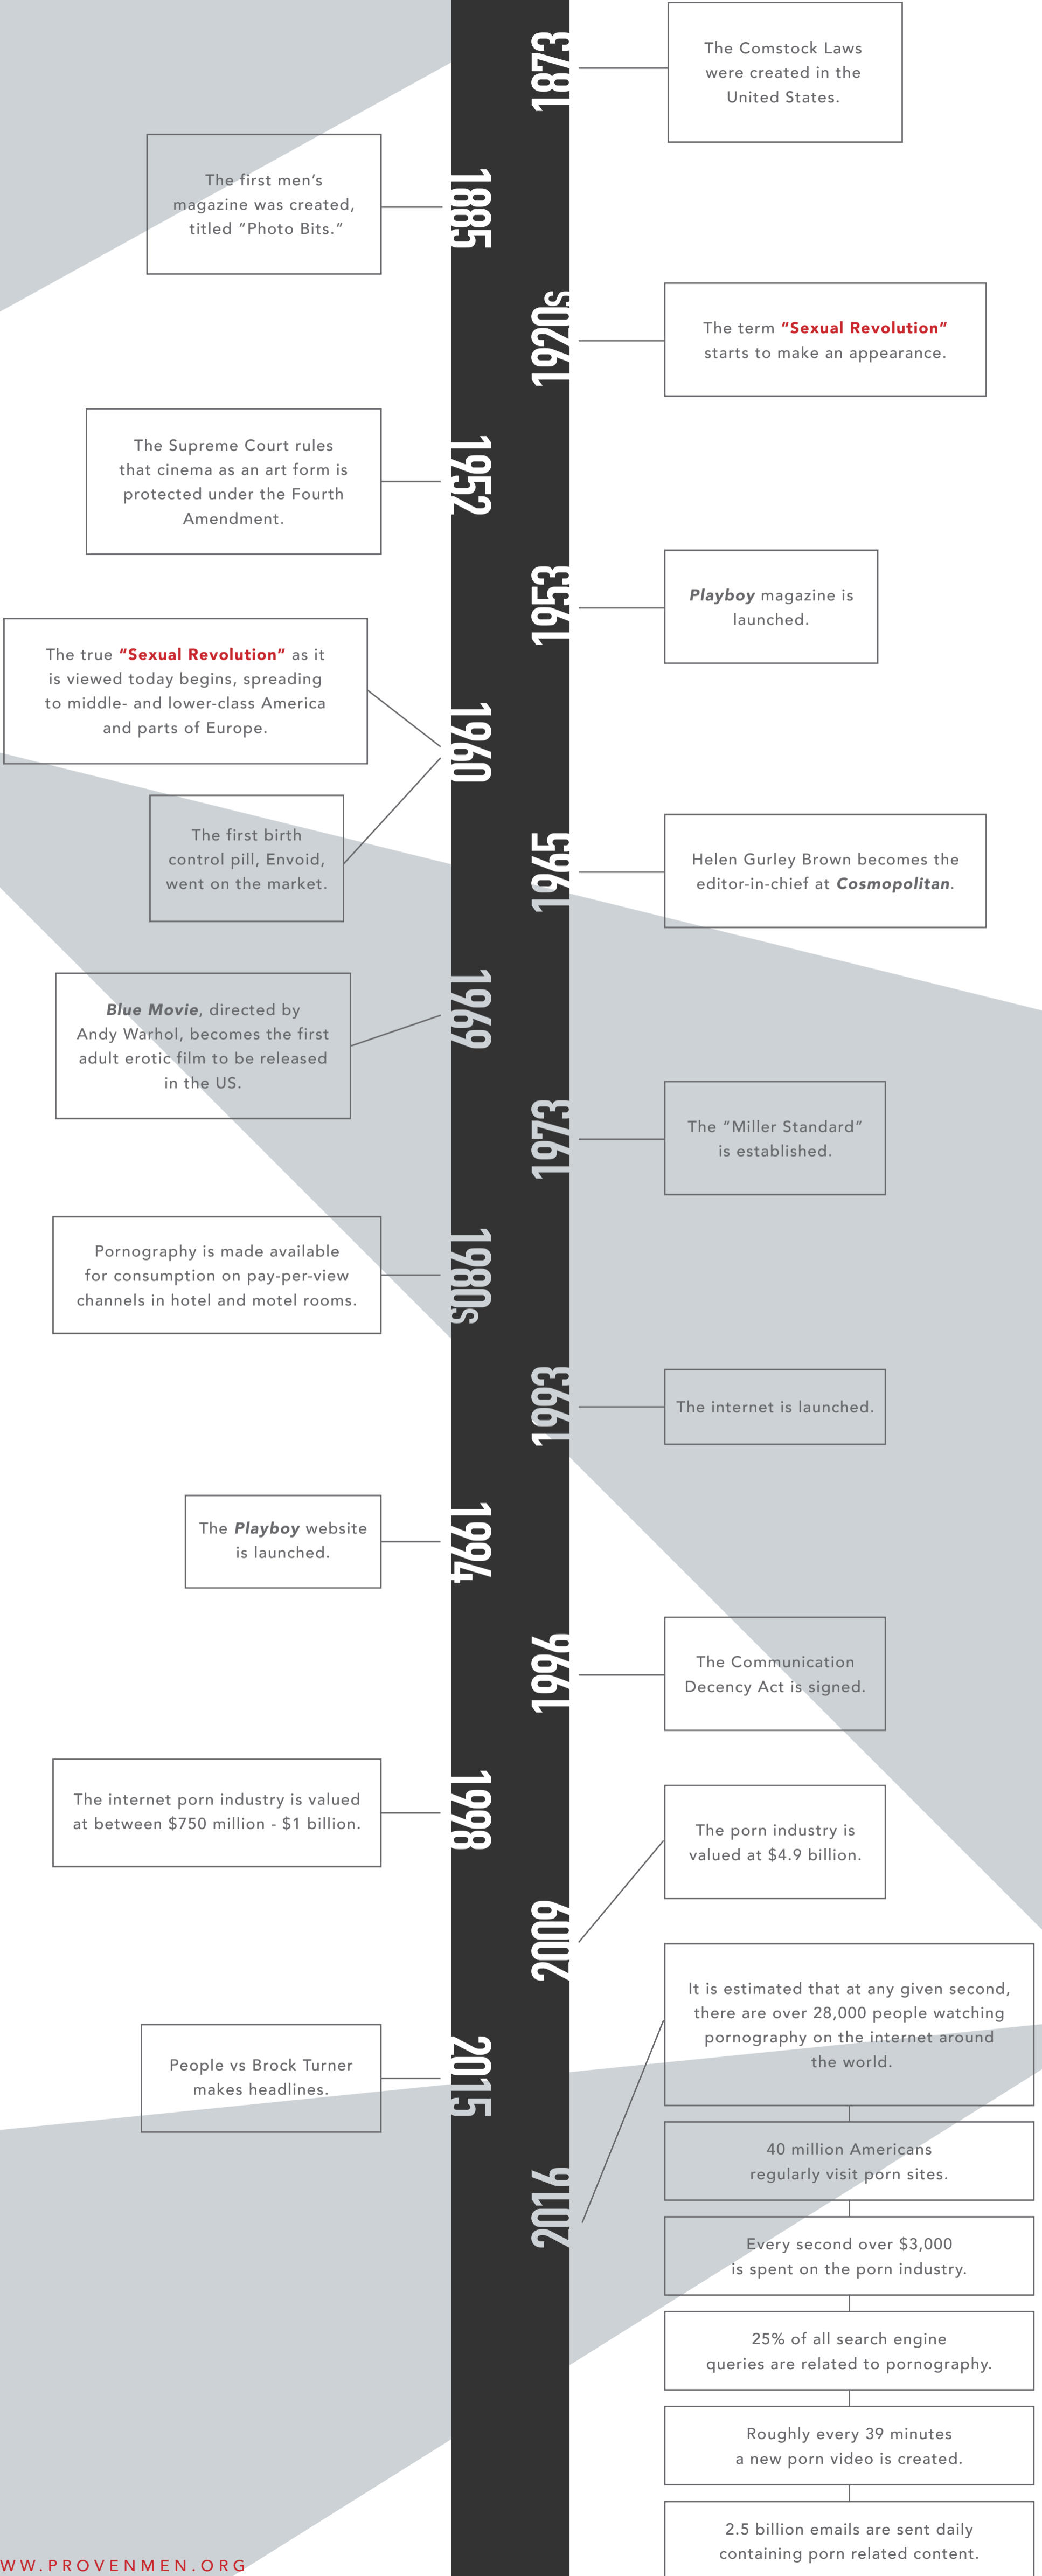 1873
The Comstock Laws
were created in the
United States.
1885
The first men's
magazine was created,
titled “Photo Bits.”
1920s
The term “Sexual Revolution”
starts to make an appearance.
1952
The Supreme Court rules
that cinema as an art form is
protected under the Fourth
Amendment.
1953
Playboy magazine is
launched.
1960
The true “Sexual Revolution” as it
is viewed today begins, spreading
to middle- and lower-class America
and parts of Europe.
The first birth
control pill, Envoid,
went on the market.
1965
Helen Gurley Brown becomes the
editor-in-chief at Cosmopolitan.
1969
Blue Movie, directed by
Andy Warhol, becomes the first
adult erotic film to be released
in the US.
1973
The “Miller Standard”
is established.
1980s
Pornography is made available
for consumption on pay-per-view
channels in hotel and motel rooms.
1993
The internet is launched.
1994
The Playboy website
is launched.
1996
The Communication
Decency Act is signed.
1998
The internet porn industry is valued
at between $750 million - $1 billion.
2009
The porn industry is
valued at $4.9 billion.
2015
People vs Brock Turner
makes headlines.
2016
It is estimated that at any given second,
there are over 28,000 people watching
pornography on the internet around
the world.
40 million Americans
regularly visit porn sites.
Every second over $3,000
is spent on the porn industry.
25% of all search engine
queries are related to pornography.
Roughly every 39 minutes
a new porn video is created.
2.5 billion emails are sent daily
containing porn related content.
WW.PROVENMEN.ORG